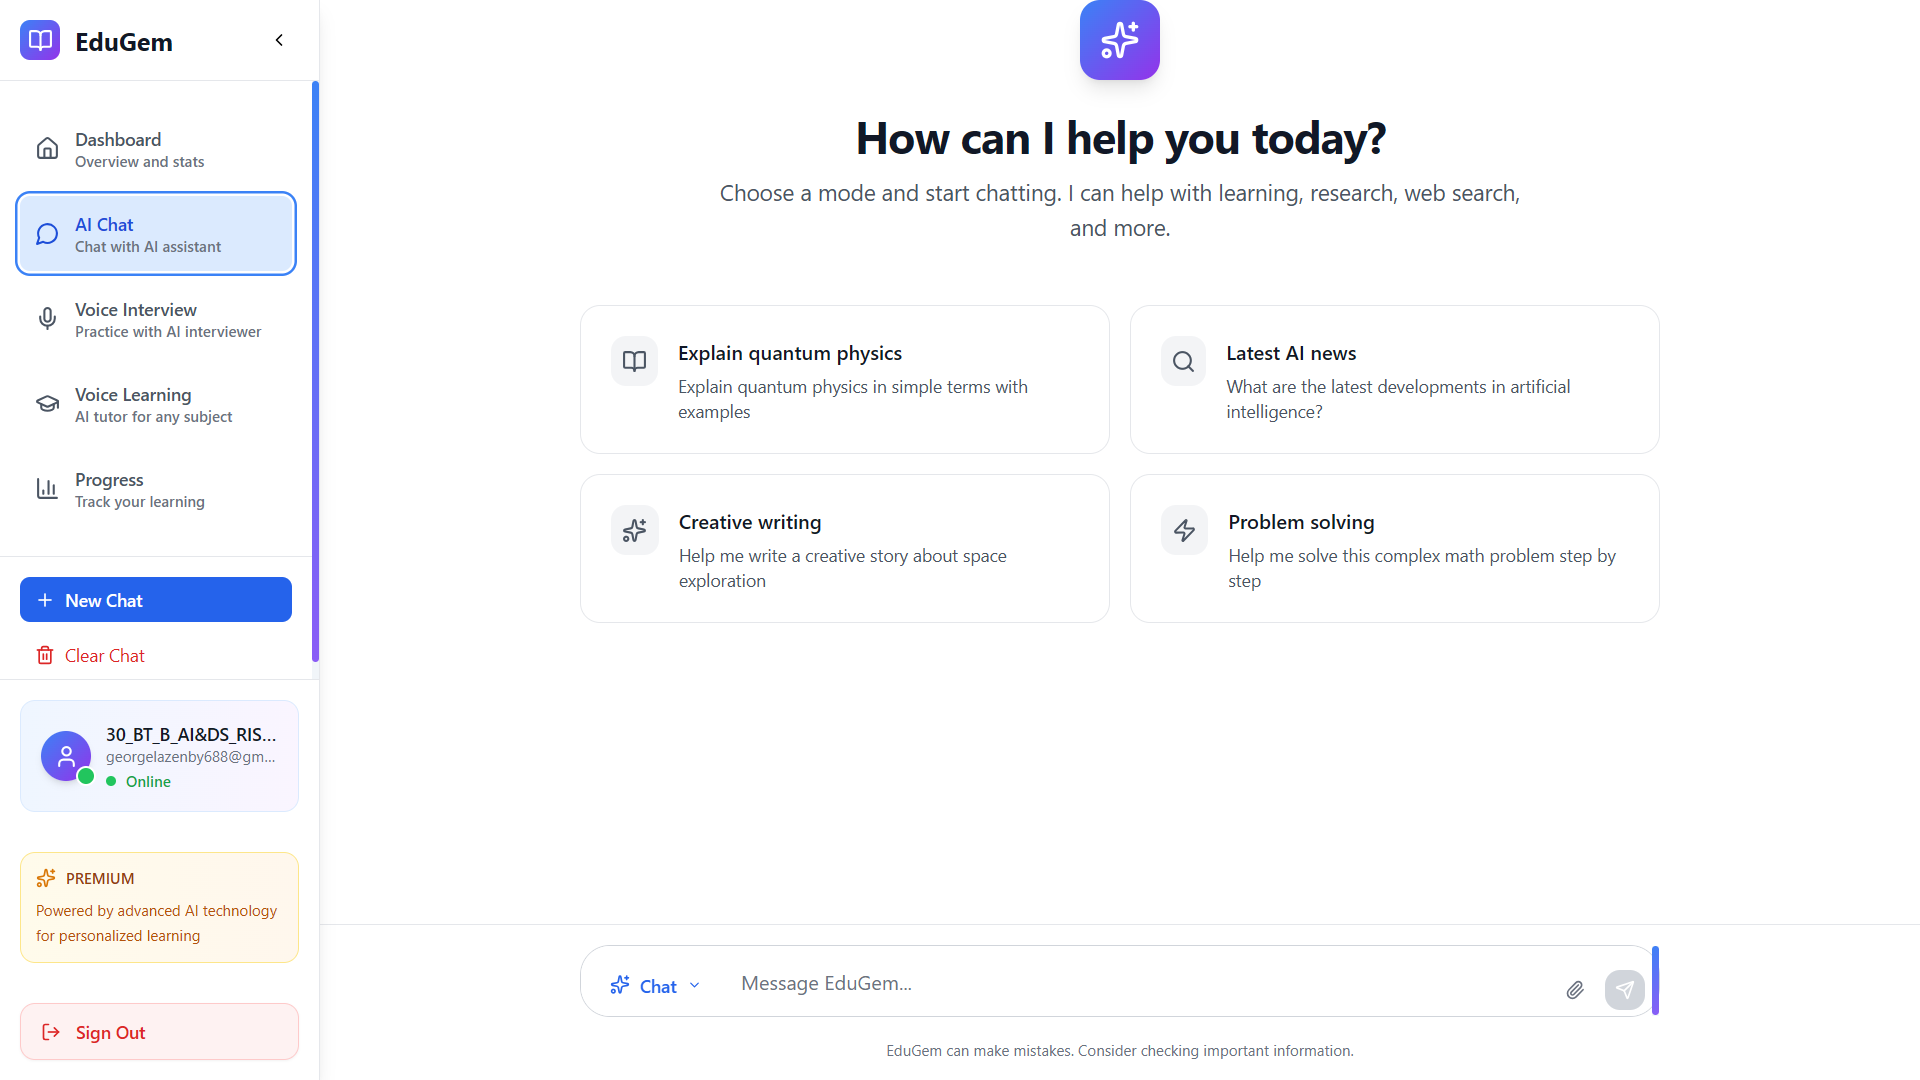 EduGem
Dashboard
Overview and stats
AI Chat
Chat with AI assistant
Voice Interview
Practice with AI interviewer
Voice Learning
AI tutor for any subject
Progress
Track your learning
New Chat
Clear Chat
30_BT_B_AI&DS_RIS...
georgelazenby688@gm...
Online
PREMIUM
Powered by advanced AI technology
for personalized learning
Sign Out
How can I help you today?
Choose a mode and start chatting. I can help with learning, research, web search,
and more.
Explain quantum physics
Explain quantum physics in simple terms with
examples
Latest AI news
What are the latest developments in artificial
intelligence?
Creative writing
Help me write a creative story about space
exploration
Problem solving
Help me solve this complex math problem step by
step
Chat
Message EduGem...
EduGem can make mistakes. Consider checking important information.